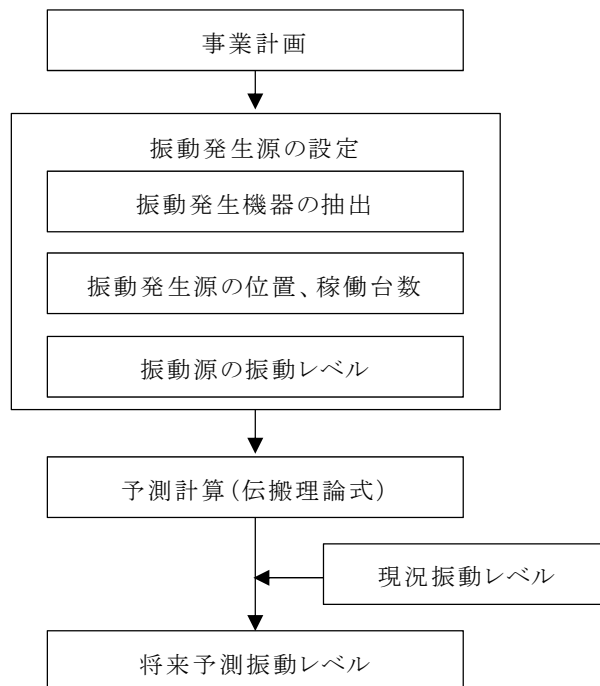 事業計画
振動発生源の設定
振動発生機器の抽出
振動発生源の位置、稼働台数
振動源の振動レベル
予測計算(伝搬理論式)
現況振動レベル
将来予測振動レベル